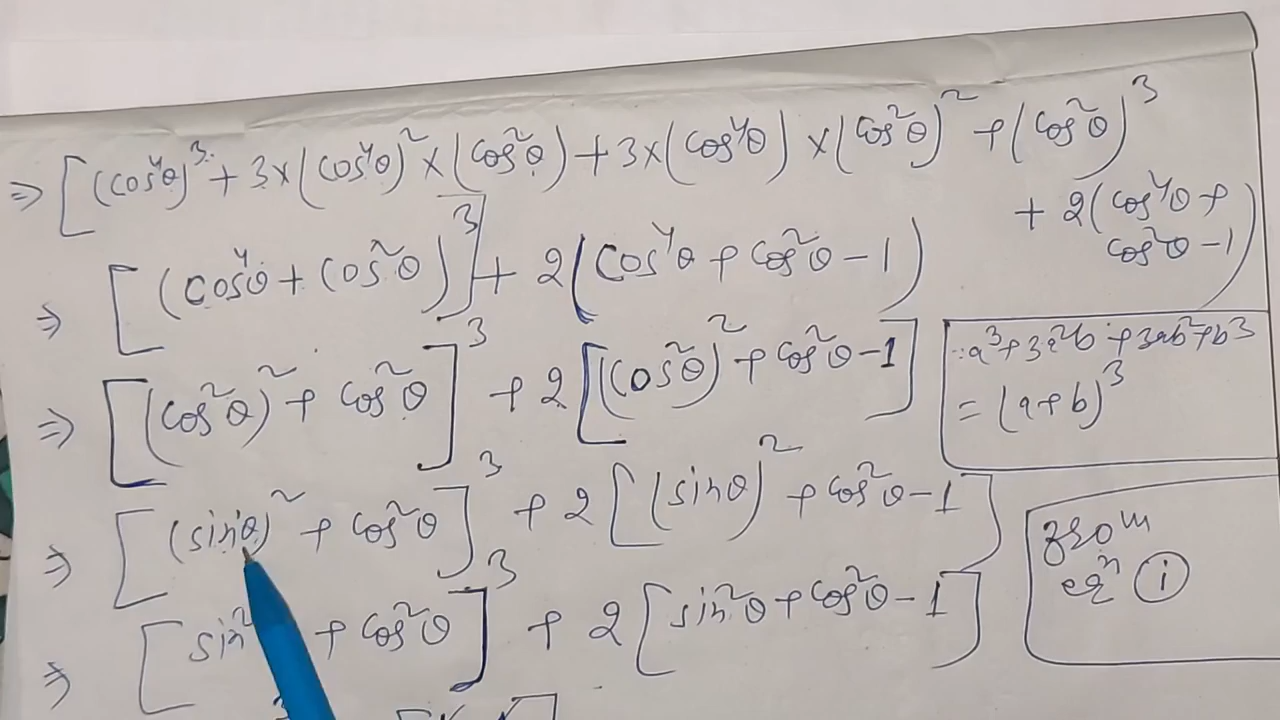 ⇒ [(cos⁴θ)³ + 3×(cos⁴θ)²×(cos²θ) + 3×(cos⁴θ)×(cos²θ)² + (cos²θ)³
+ 2(cos⁴θ +
cos²θ-1)
⇒ [(cos⁴θ + cos²θ)³] + 2(cos⁴θ + cos²θ-1)
⇒ [(cos²θ)² + cos²θ]³ + 2[(cos²θ)² + cos²θ-1]
∵ a³+3a²b+3ab²+b³
= (a+b)³
⇒ [(sinθ)² + cos²θ]³ + 2[(sinθ)² + cos²θ-1]
from
eqⁿ (i)
⇒ [sin² + cos²θ]³ + 2[sin²θ + cos²θ-1]